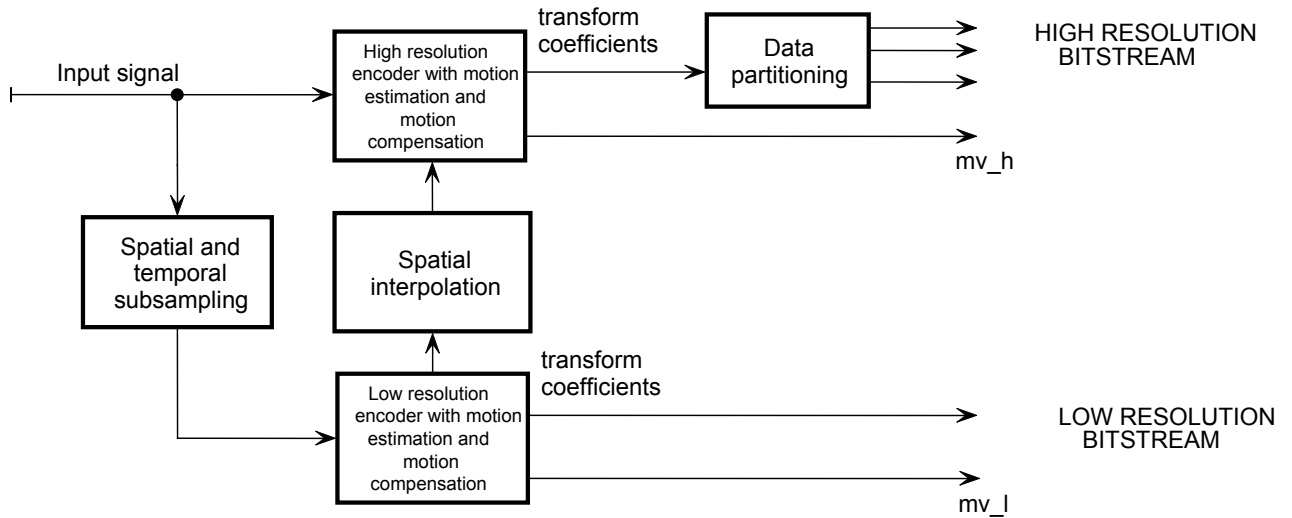 transform
coefficients
Data
partitioning
HIGH RESOLUTION
BITSTREAM
Input signal
High resolution
encoder with motion
estimation and
motion
compensation
mv_h
Spatial and
temporal
subsampling
Spatial
interpolation
transform
coefficients
Low resolution
encoder with motion
estimation and
motion
compensation
LOW RESOLUTION
BITSTREAM
mv_l